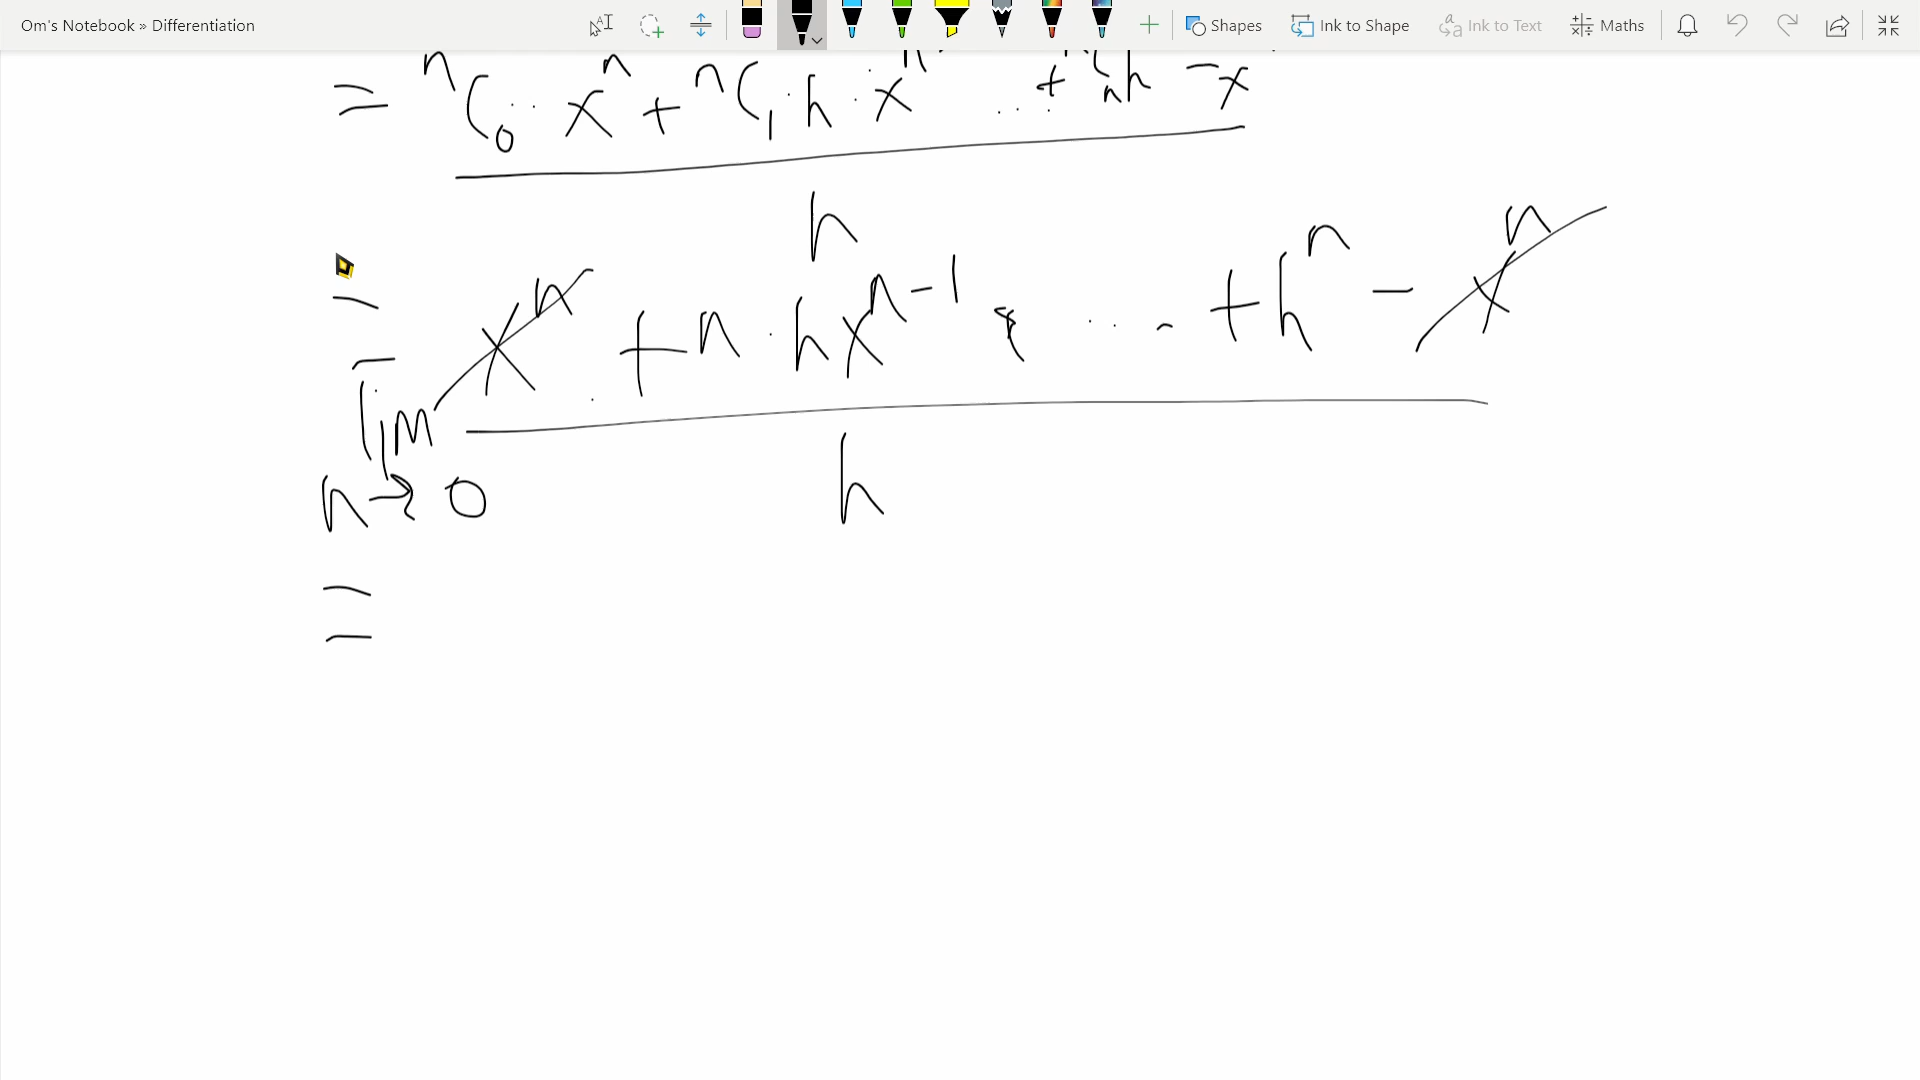 Om's Notebook » Differentiation Shapes Ink to Shape Ink to Text Maths
= ⁿC₀ · xⁿ + ⁿC₁ · h · x ... + h - x
h
= lim h→0 xⁿ + n · hxⁿ⁻¹ .... + hⁿ - xⁿ
h
=